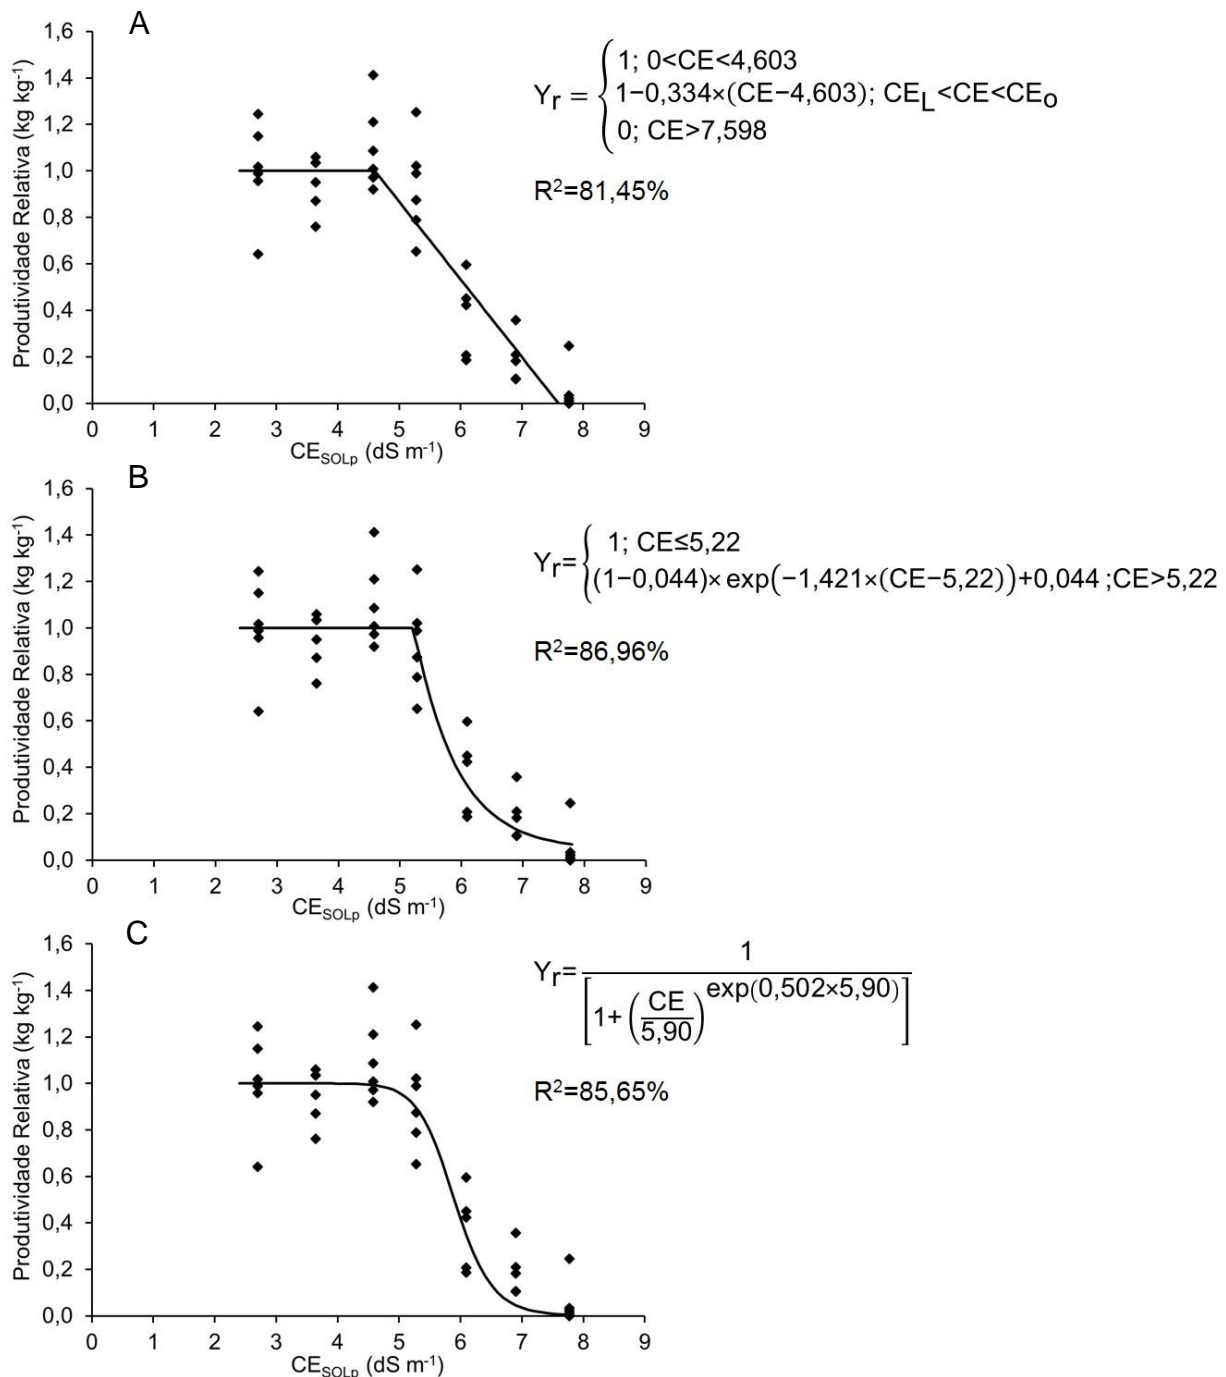 A
Produtividade Relativa (kg kg⁻¹)
1,6
1,4
1,2
1,0
0,8
0,6
0,4
0,2
0,0
0 1 2 3 4 5 6 7 8 9
CE_SOLp (dS m⁻¹)
Y_r = { 1; 0<CE<4,603
1−0,334×(CE−4,603); CE_L<CE<CE_o
0; CE>7,598
R²=81,45%
B
Produtividade Relativa (kg kg⁻¹)
1,6
1,4
1,2
1,0
0,8
0,6
0,4
0,2
0,0
0 1 2 3 4 5 6 7 8 9
CE_SOLp (dS m⁻¹)
Y_r= { 1; CE≤5,22
(1−0,044)× exp(−1,421×(CE−5,22))+0,044 ;CE>5,22
R²=86,96%
C
Produtividade Relativa (kg kg⁻¹)
1,6
1,4
1,2
1,0
0,8
0,6
0,4
0,2
0,0
0 1 2 3 4 5 6 7 8 9
CE_SOLp (dS m⁻¹)
Y_r= 1 / [1+ (CE/5,90)^exp(0,502×5,90)]
R²=85,65%